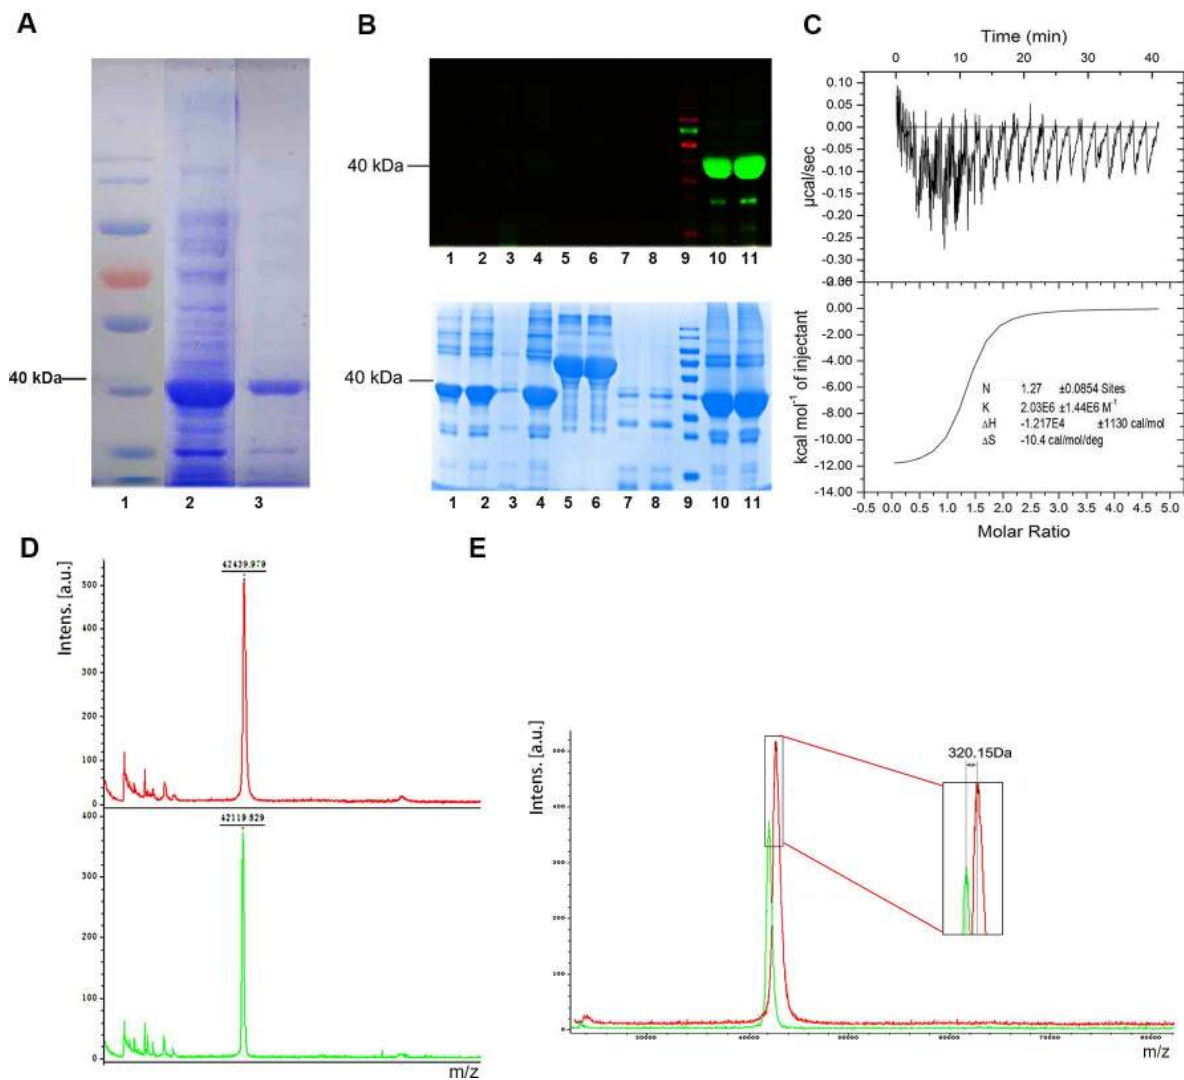 A
40 kDa
1 2 3
B
40 kDa
1 2 3 4 5 6 7 8 9 10 11
40 kDa
1 2 3 4 5 6 7 8 9 10 11
C
Time (min)
0 10 20 30 40
0.10
0.05
0.00
-0.05
-0.10
-0.15
-0.20
-0.25
-0.30
µcal/sec
0.00
-2.00
-4.00
-6.00
-8.00
-10.00
-12.00
-14.00
kcal mol⁻¹ of injectant
N 1.27 ±0.0854 Sites
K 2.03E6 ±1.44E6 M⁻¹
ΔH -1.217E4 ±1130 cal/mol
ΔS -10.4 cal/mol/deg
-0.5 0.0 0.5 1.0 1.5 2.0 2.5 3.0 3.5 4.0 4.5 5.0
Molar Ratio
D
42439.979
Intens. [a.u.]
500
400
300
200
100
0
42119.829
400
300
200
100
0
m/z
E
Intens. [a.u.]
320.15Da
400
300
200
100
0
m/z